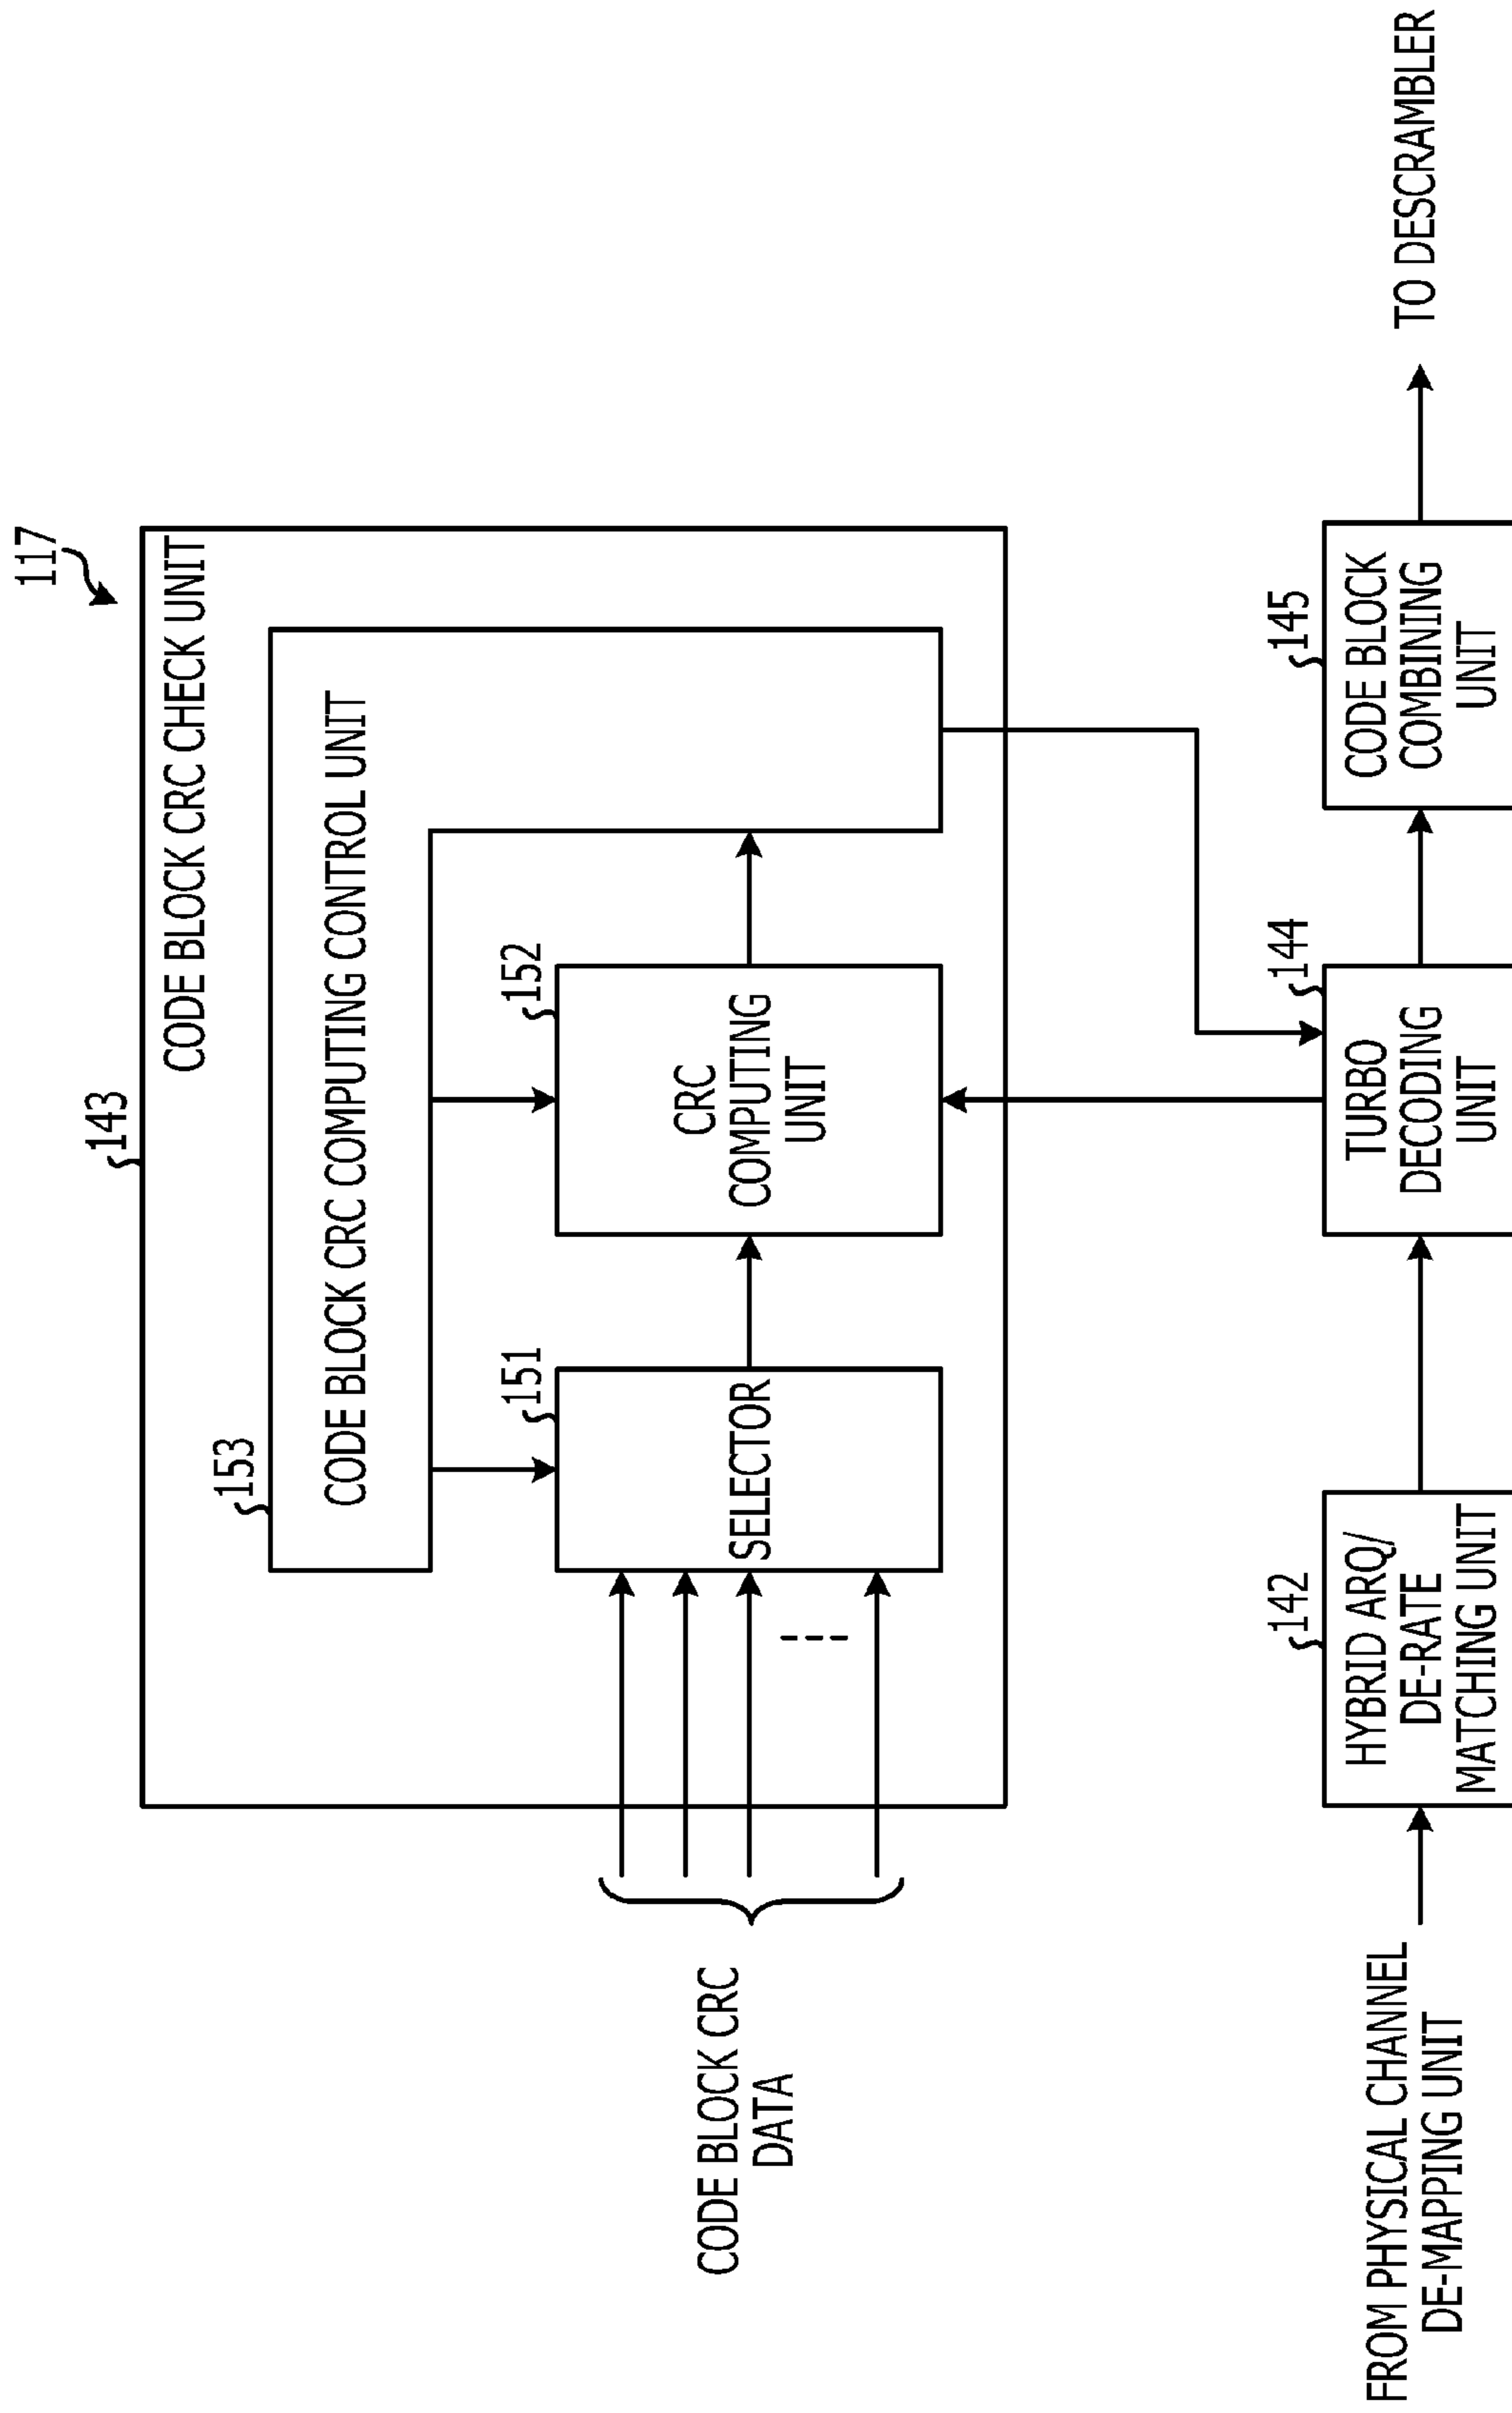 117
143
CODE BLOCK CRC CHECK UNIT
153
CODE BLOCK CRC COMPUTING CONTROL UNIT
151
SELECTOR
152
CRC
COMPUTING
UNIT
CODE BLOCK CRC
DATA
FROM PHYSICAL CHANNEL
DE-MAPPING UNIT
142
HYBRID ARQ/
DE-RATE
MATCHING UNIT
144
TURBO
DECODING
UNIT
145
CODE BLOCK
COMBINING
UNIT
TO DESCRAMBLER